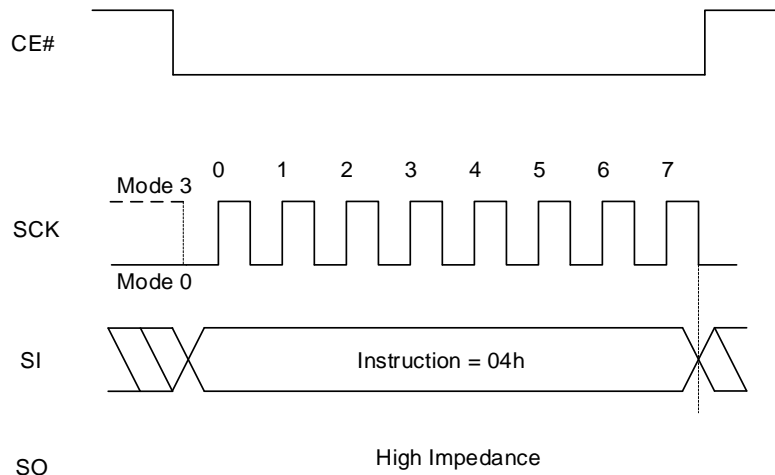 CE#
0 1 2 3 4 5 6 7
Mode 3
SCK
Mode 0
SI
Instruction = 04h
SO
High Impedance